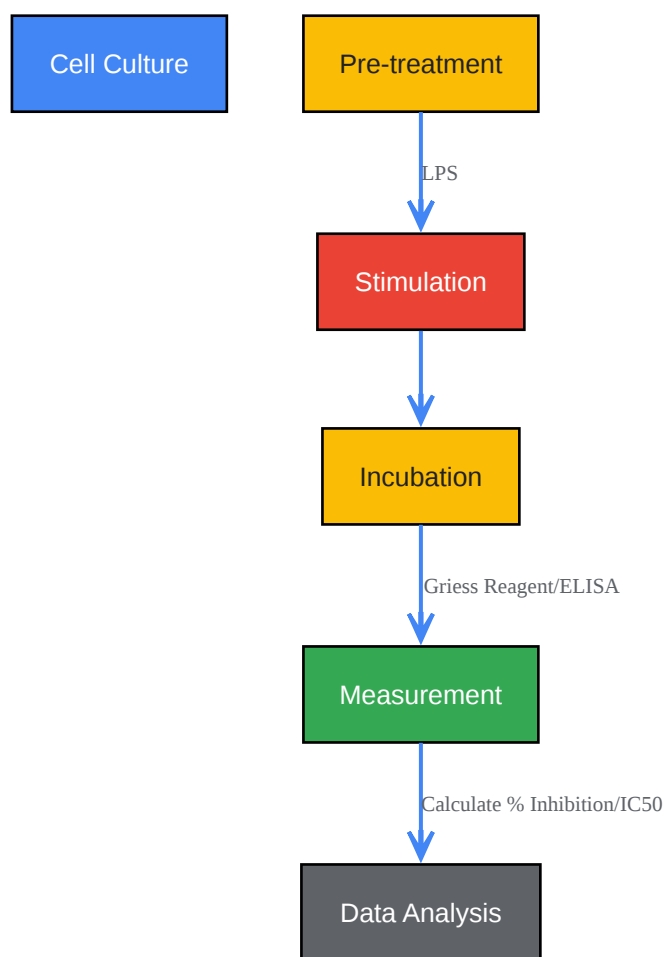 Cell Culture
Pre-treatment
LPS
Stimulation
Incubation
Griess Reagent/ELISA
Measurement
Calculate % Inhibition/IC50
Data Analysis